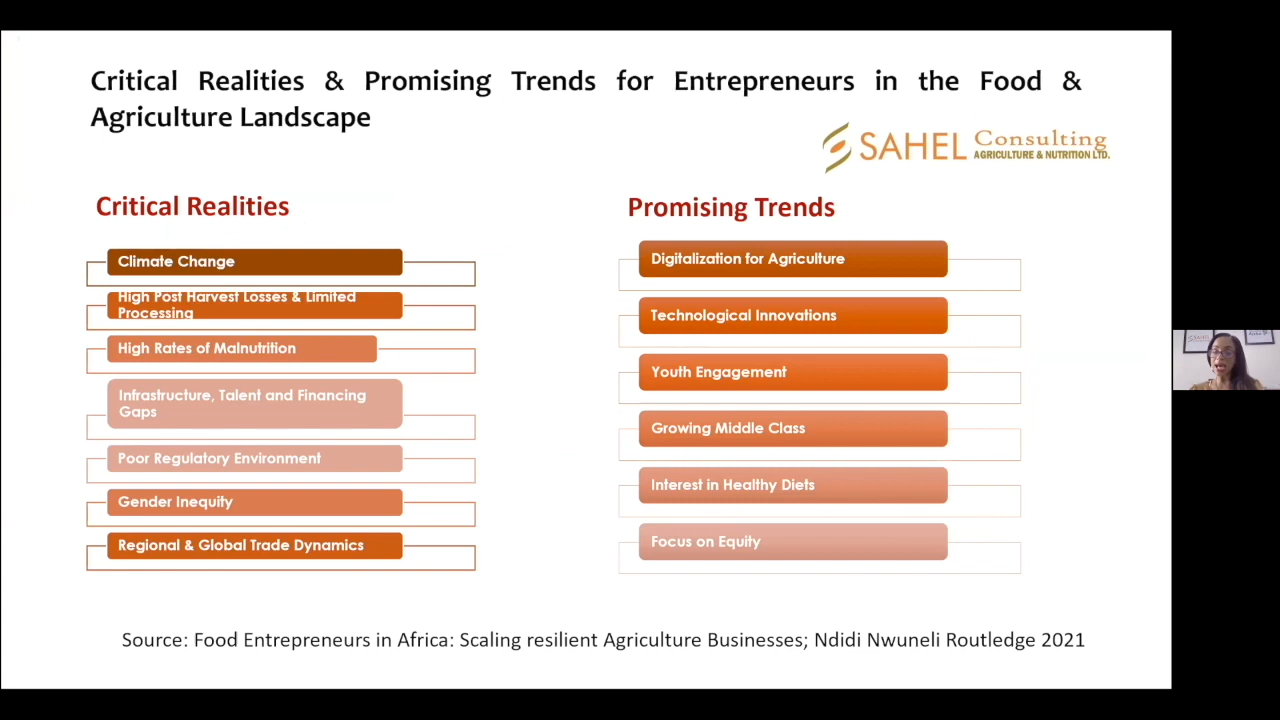 Critical Realities & Promising Trends for Entrepreneurs in the Food &
Agriculture Landscape
SAHEL Consulting
AGRICULTURE & NUTRITION LTD.
Critical Realities
Climate Change
High Post Harvest Losses & Limited
Processing
High Rates of Malnutrition
Infrastructure, Talent and Financing
Gaps
Poor Regulatory Environment
Gender Inequity
Regional & Global Trade Dynamics
Promising Trends
Digitalization for Agriculture
Technological Innovations
Youth Engagement
Growing Middle Class
Interest in Healthy Diets
Focus on Equity
Source: Food Entrepreneurs in Africa: Scaling resilient Agriculture Businesses; Ndidi Nwuneli Routledge 2021